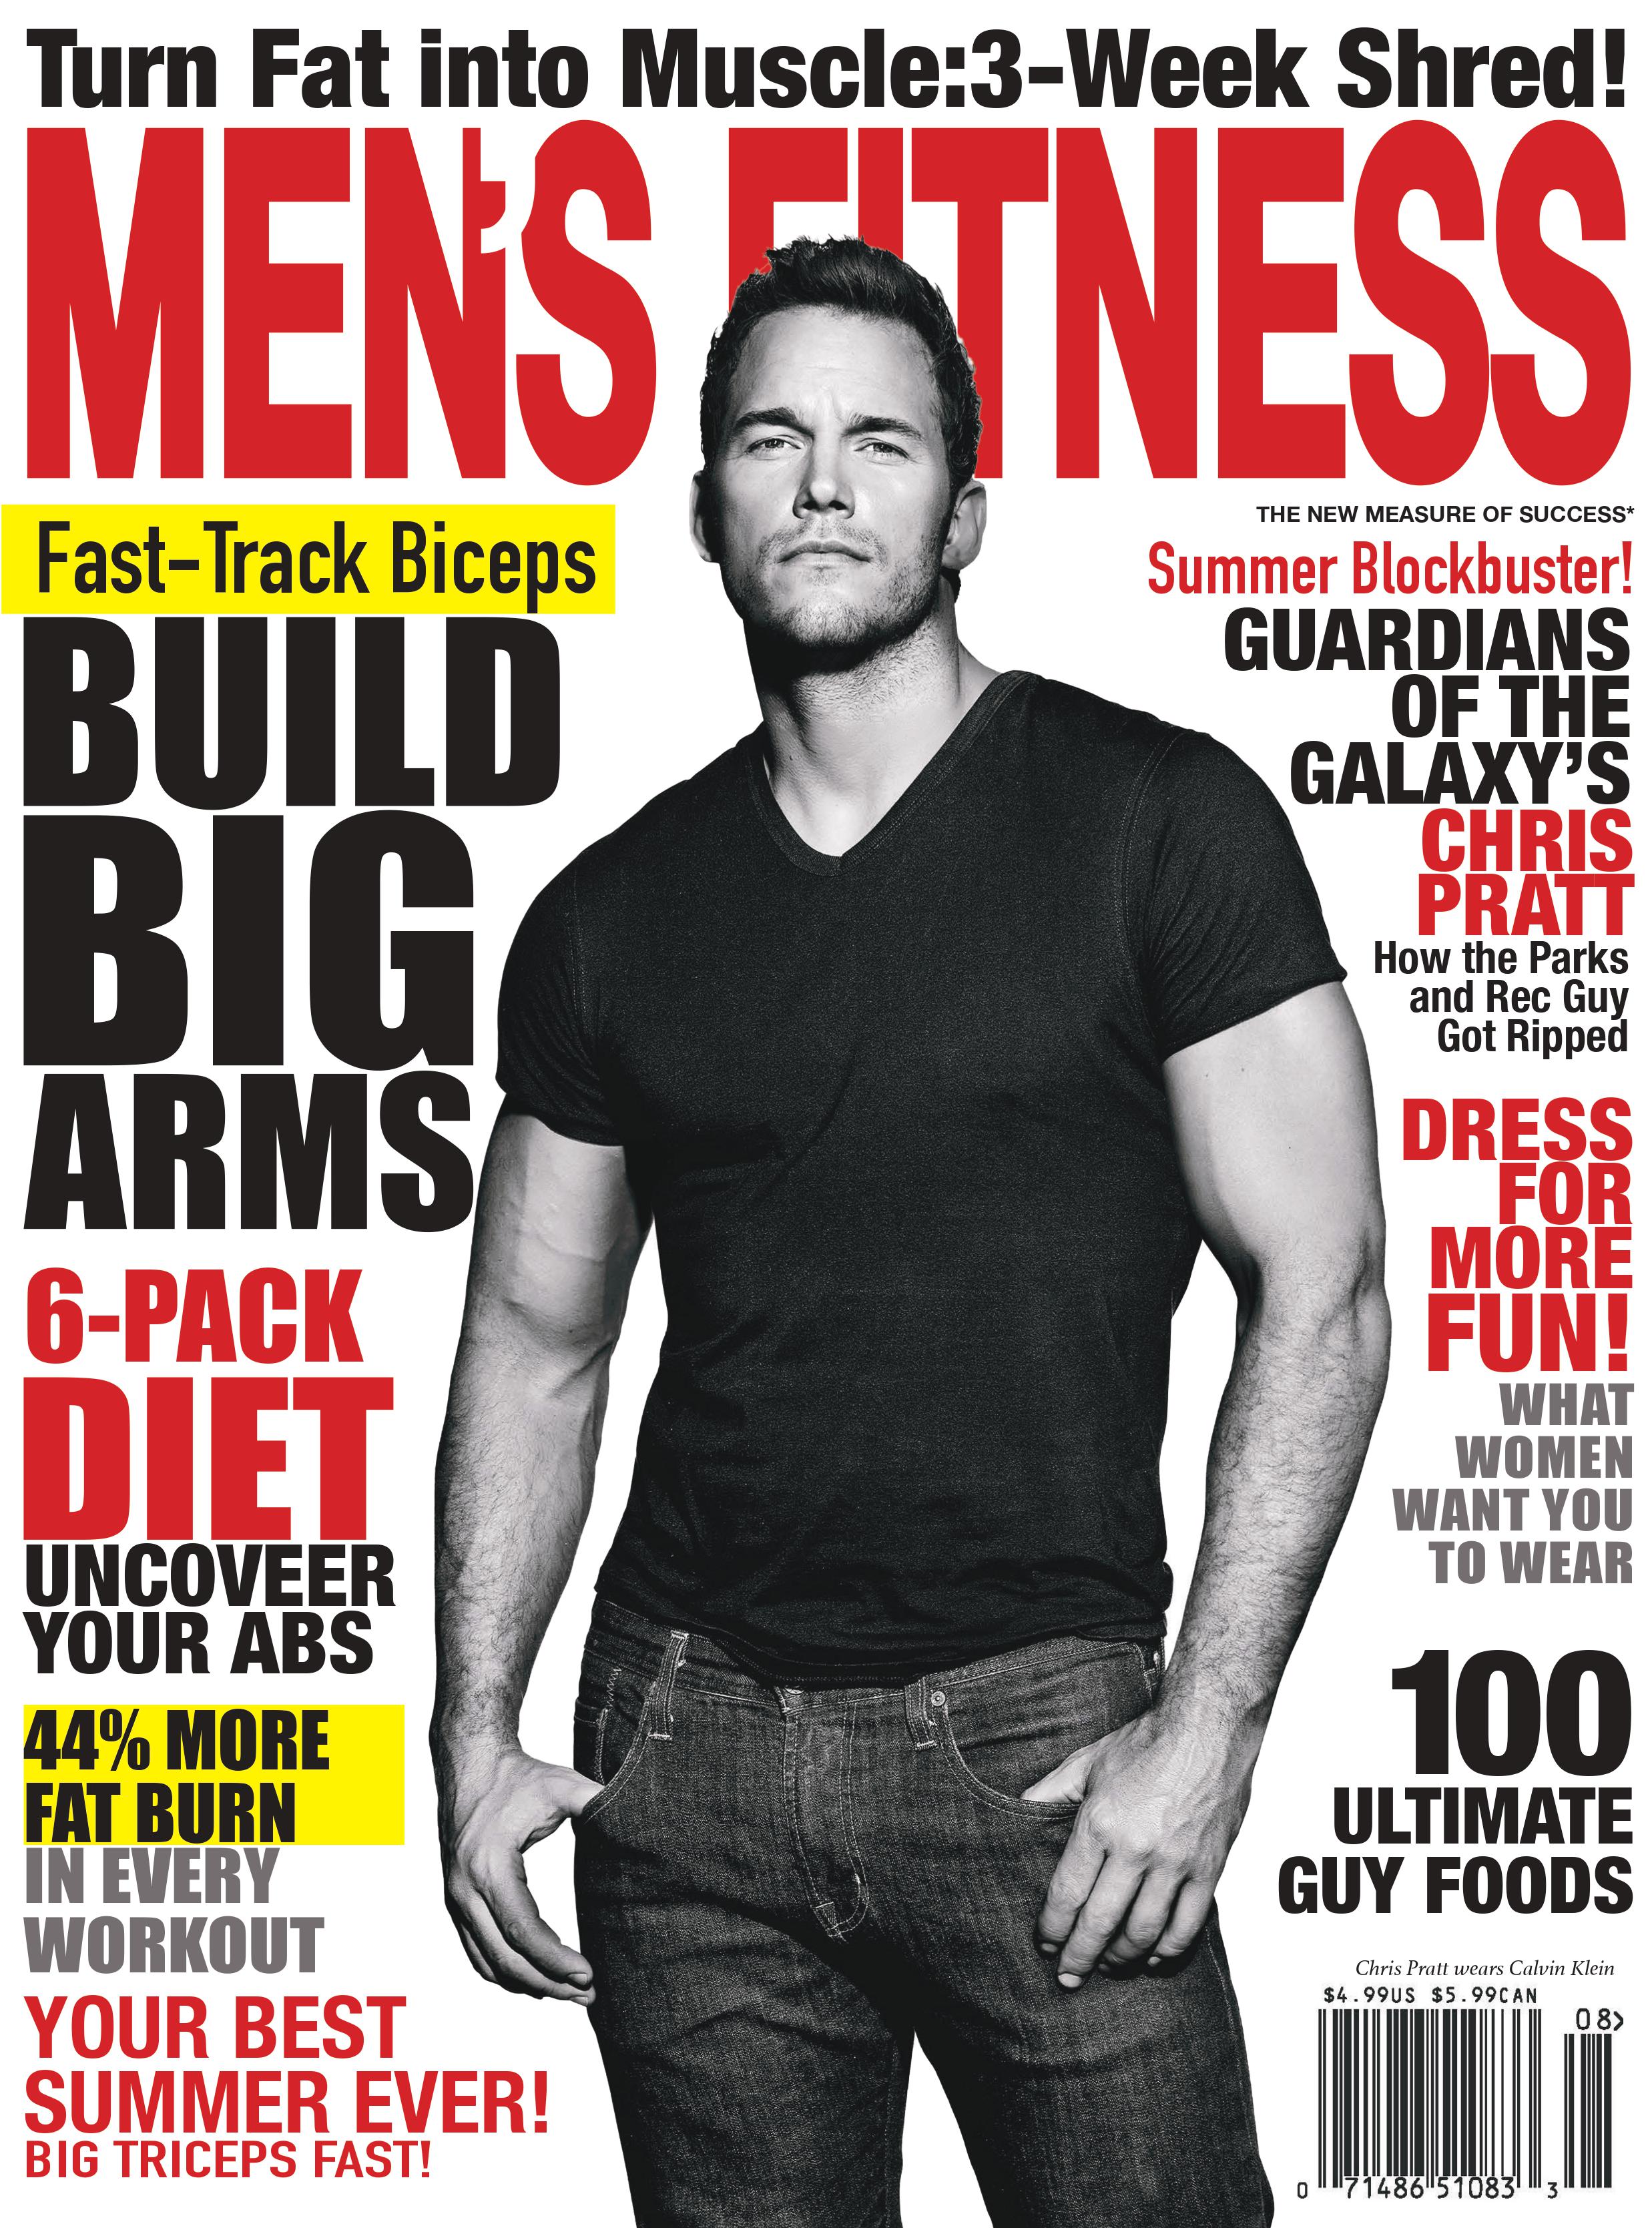 Turn Fat into Muscle:3-Week Shred!
MEN'S FITNESS
THE NEW MEASURE OF SUCCESS*
Fast-Track Biceps
BUILD
BIG
ARMS
6-PACK
DIET
UNCOVEER
YOUR ABS
44% MORE
FAT BURN
IN EVERY
WORKOUT
YOUR BEST
SUMMER EVER!
BIG TRICEPS FAST!
Summer Blockbuster!
GUARDIANS
OF THE
GALAXY'S
CHRIS
PRATT
How the Parks
and Rec Guy
Got Ripped
DRESS
FOR
MORE
FUN!
WHAT
WOMEN
WANT YOU
TO WEAR
100
ULTIMATE
GUY FOODS
Chris Pratt wears Calvin Klein
$4.99US $5.99CAN
08>
0 71486 51083 3